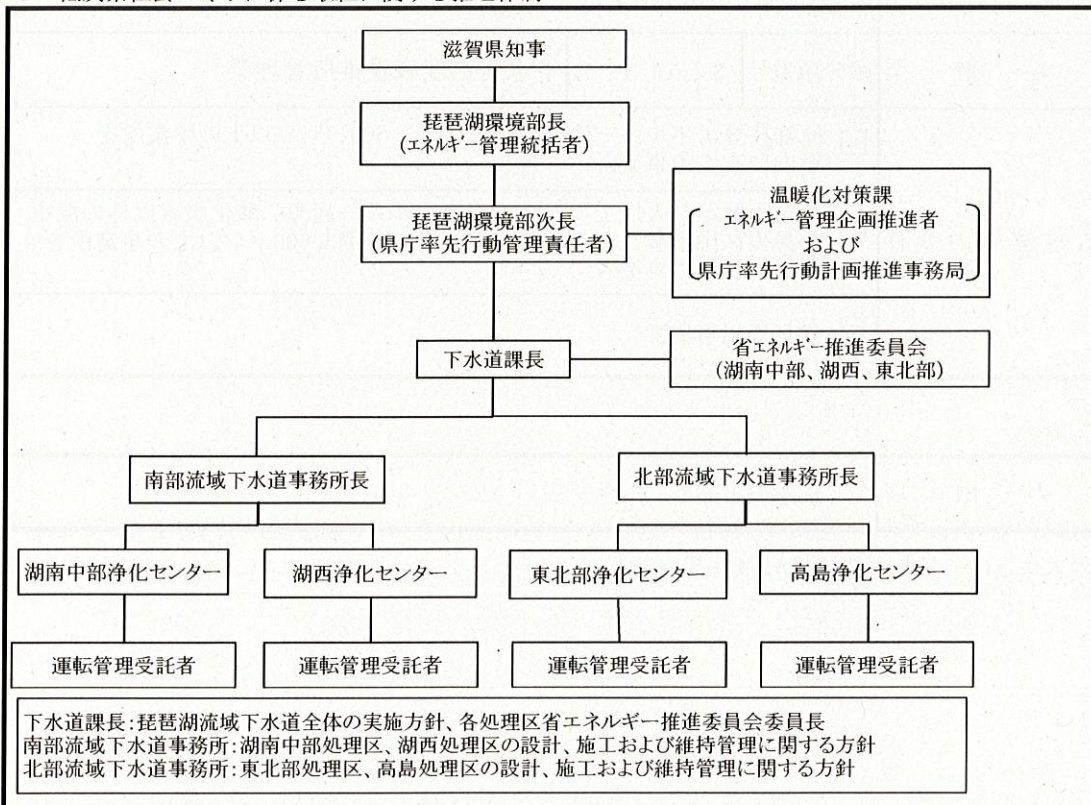 滋賀県知事
琵琶湖環境部長
(エネルギー管理統括者)
琵琶湖環境部次長
(県庁率先行動管理責任者)
温暖化対策課
エネルギー管理企画推進者
および
県庁率先行動計画推進事務局
下水道課長
省エネルギー推進委員会
(湖南中部、湖西、東北部)
南部流域下水道事務所長
北部流域下水道事務所長
湖南中部浄化センター
湖西浄化センター
東北部浄化センター
高島浄化センター
運転管理受託者
運転管理受託者
運転管理受託者
運転管理受託者
下水道課長:琵琶湖流域下水道全体の実施方針、各処理区省エネルギー推進委員会委員長
南部流域下水道事務所:湖南中部処理区、湖西処理区の設計、施工および維持管理に関する方針
北部流域下水道事務所:東北部処理区、高島処理区の設計、施工および維持管理に関する方針